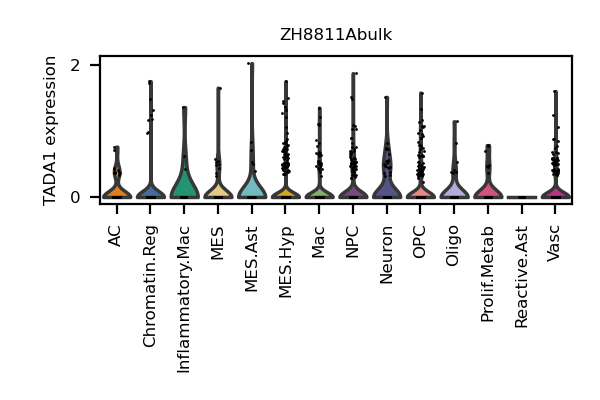 ZH8811Abulk
TADA1 expression
2
0
AC
Chromatin.Reg
Inflammatory.Mac
MES
MES.Ast
MES.Hyp
Mac
NPC
Neuron
OPC
Oligo
Prolif.Metab
Reactive.Ast
Vasc